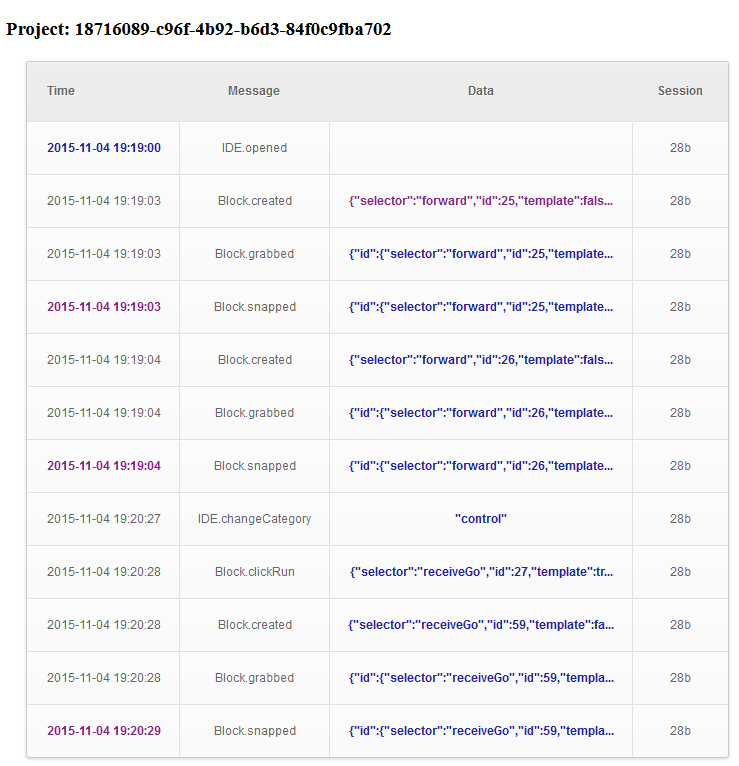 Project: 18716089-c96f-4b92-b6d3-84f0c9fba702
Time Message Data Session
2015-11-04 19:19:00 IDE.opened 28b
2015-11-04 19:19:03 Block.created {"selector":"forward","id":25,"template":fals... 28b
2015-11-04 19:19:03 Block.grabbed {"id":{"selector":"forward","id":25,"template... 28b
2015-11-04 19:19:03 Block.snapped {"id":{"selector":"forward","id":25,"template... 28b
2015-11-04 19:19:04 Block.created {"selector":"forward","id":26,"template":fals... 28b
2015-11-04 19:19:04 Block.grabbed {"id":{"selector":"forward","id":26,"template... 28b
2015-11-04 19:19:04 Block.snapped {"id":{"selector":"forward","id":26,"template... 28b
2015-11-04 19:20:27 IDE.changeCategory "control" 28b
2015-11-04 19:20:28 Block.clickRun {"selector":"receiveGo","id":27,"template":tr... 28b
2015-11-04 19:20:28 Block.created {"selector":"receiveGo","id":59,"template":fa... 28b
2015-11-04 19:20:28 Block.grabbed {"id":{"selector":"receiveGo","id":59,"templa... 28b
2015-11-04 19:20:29 Block.snapped {"id":{"selector":"receiveGo","id":59,"templa... 28b